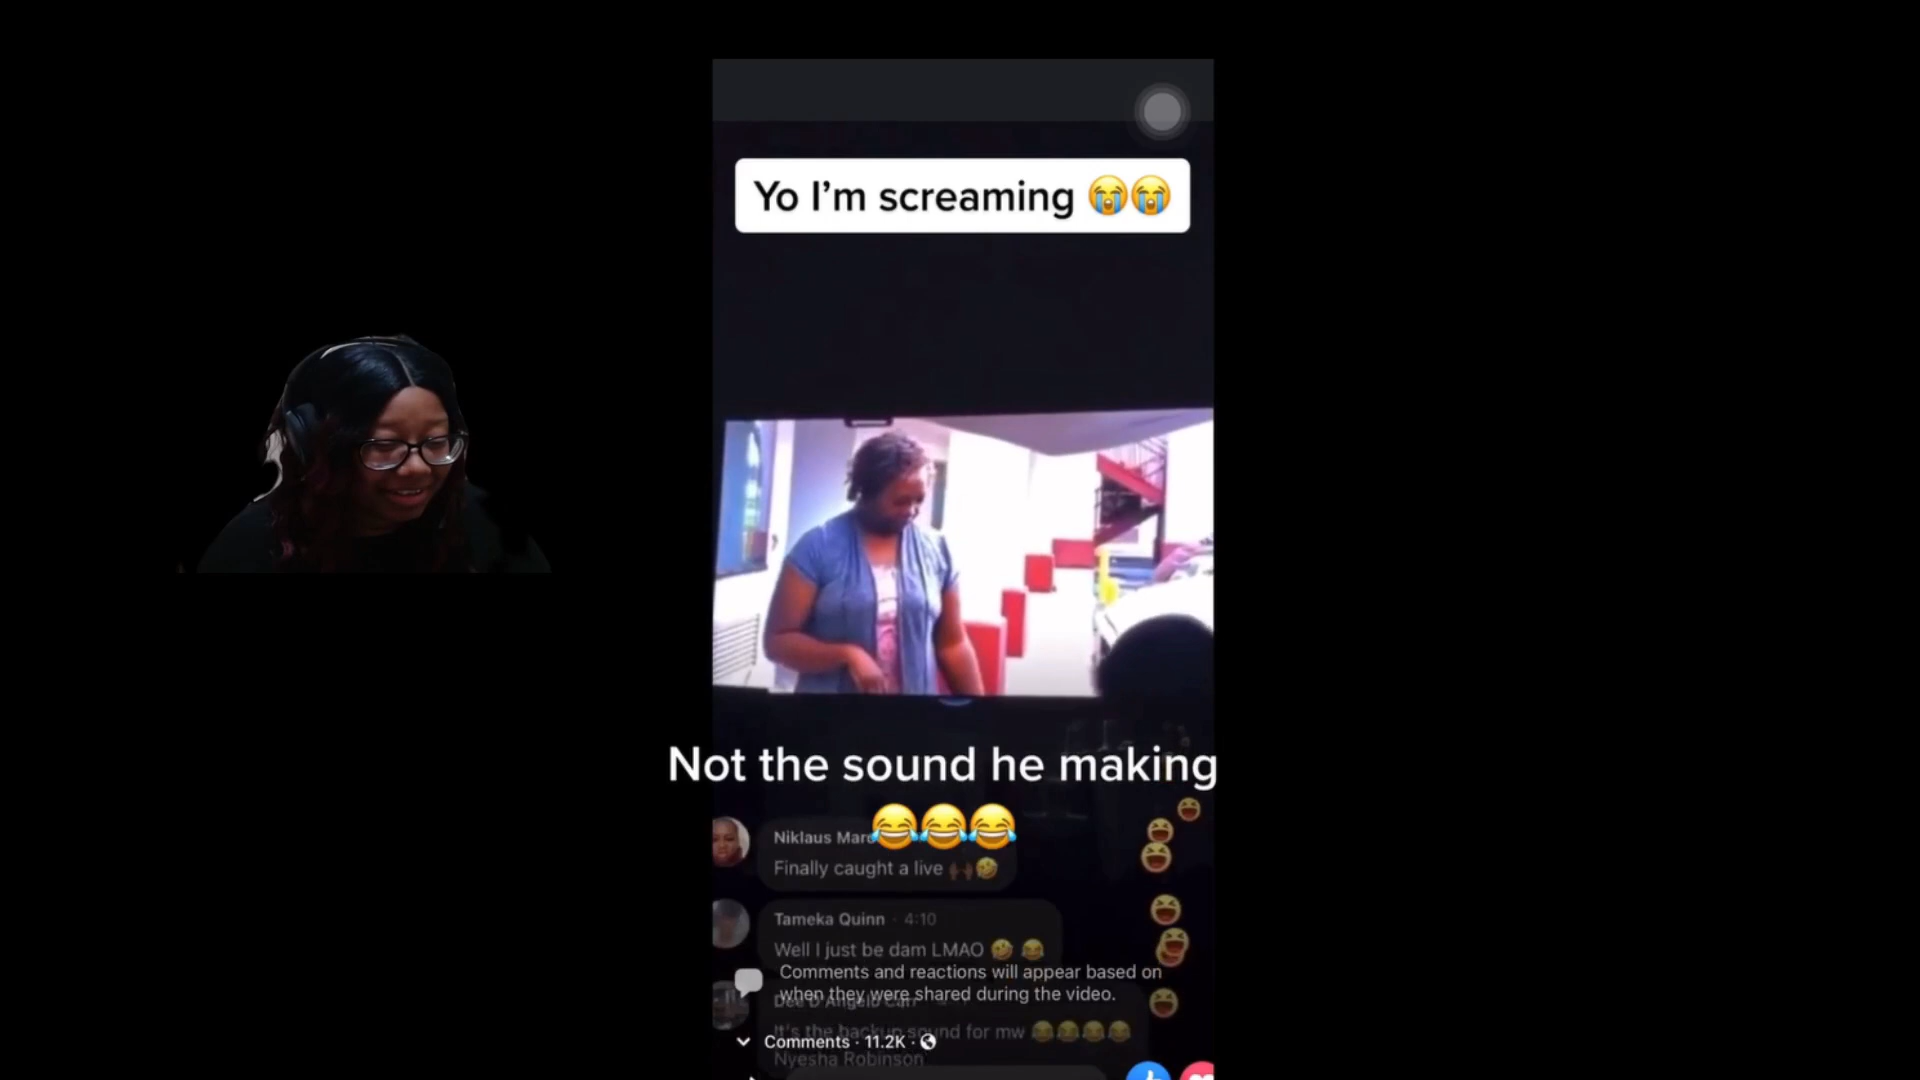 Yo I’m screaming 😭😭
Not the sound he making
😂😂😂
Niklaus
Finally caught a live 🙌🏿🤣
Tameka Quinn · 4:10
Well I just be dam LMAO 🤣 😂
Comments and reactions will appear based on
when they were shared during the video.
Dee D'Angelo
It's the backup sound for mw 😂😂😂😂
Comments · 11.2K ·
Nyesha Robinson